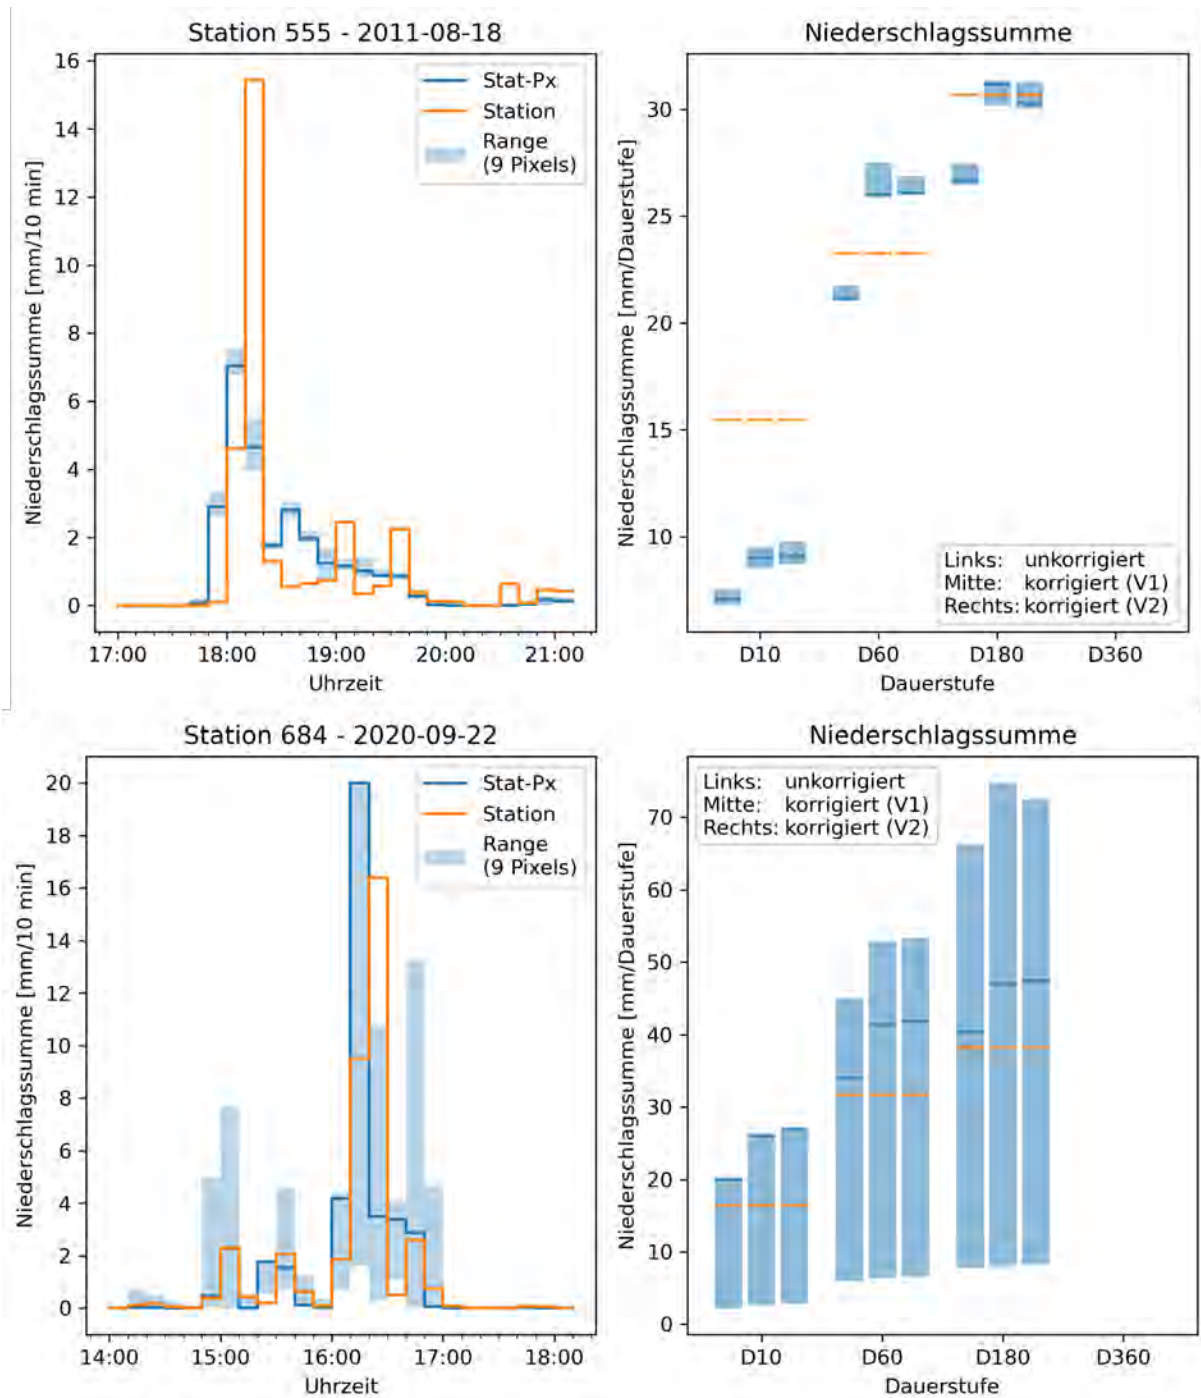 Station 555 - 2011-08-18
Niederschlagssumme [mm/10 min]
16
14
12
10
8
6
4
2
0
Stat-Px
Station
Range
(9 Pixels)
17:00 18:00 19:00 20:00 21:00
Uhrzeit
Niederschlagssumme
Niederschlagssumme [mm/Dauerstufe]
30
25
20
15
10
Links: unkorrigiert
Mitte: korrigiert (V1)
Rechts: korrigiert (V2)
D10 D60 D180 D360
Dauerstufe
Station 684 - 2020-09-22
Niederschlagssumme [mm/10 min]
20
18
16
14
12
10
8
6
4
2
0
Stat-Px
Station
Range
(9 Pixels)
14:00 15:00 16:00 17:00 18:00
Uhrzeit
Niederschlagssumme
Niederschlagssumme [mm/Dauerstufe]
Links: unkorrigiert
Mitte: korrigiert (V1)
Rechts: korrigiert (V2)
70
60
50
40
30
20
10
0
D10 D60 D180 D360
Dauerstufe